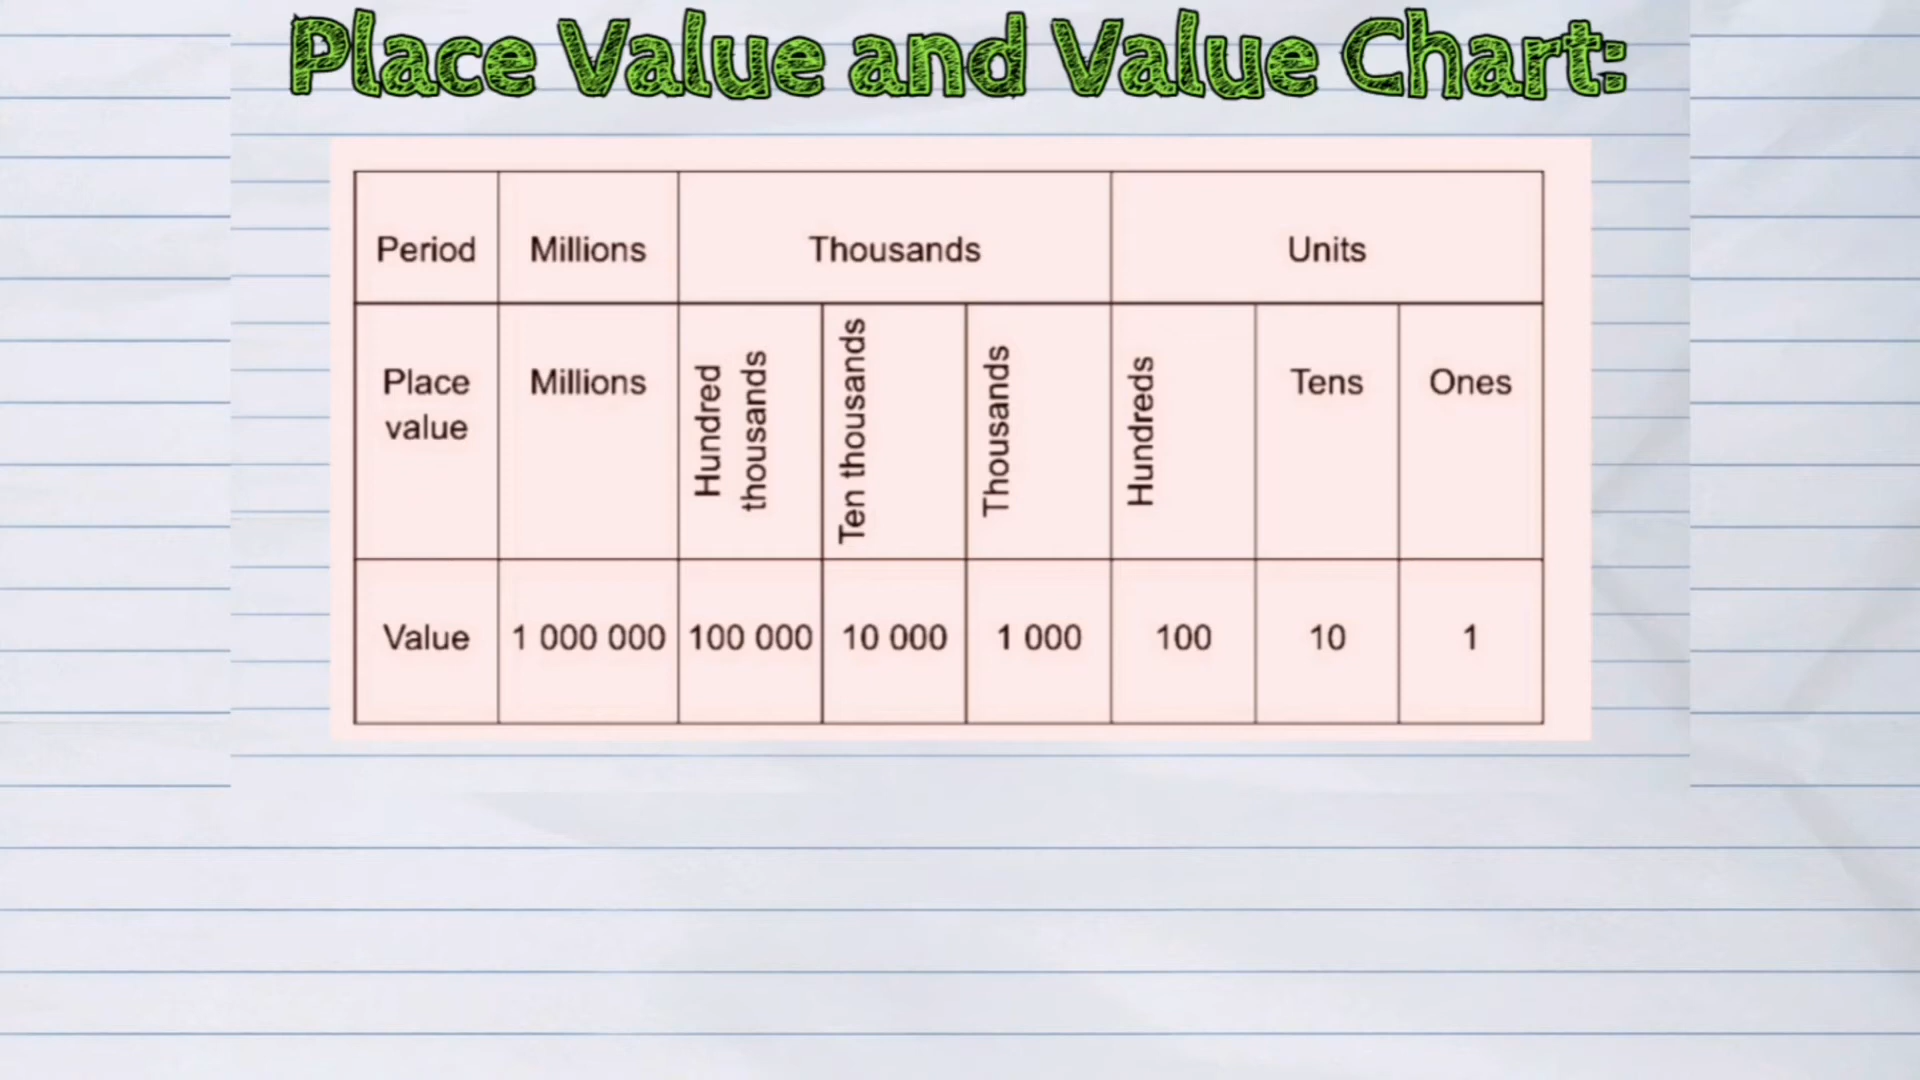 Place Value and Value Chart:
Period Millions Thousands Units
Place value Millions Hundred thousands Ten thousands Thousands Hundreds Tens Ones
Value 1 000 000 100 000 10 000 1 000 100 10 1